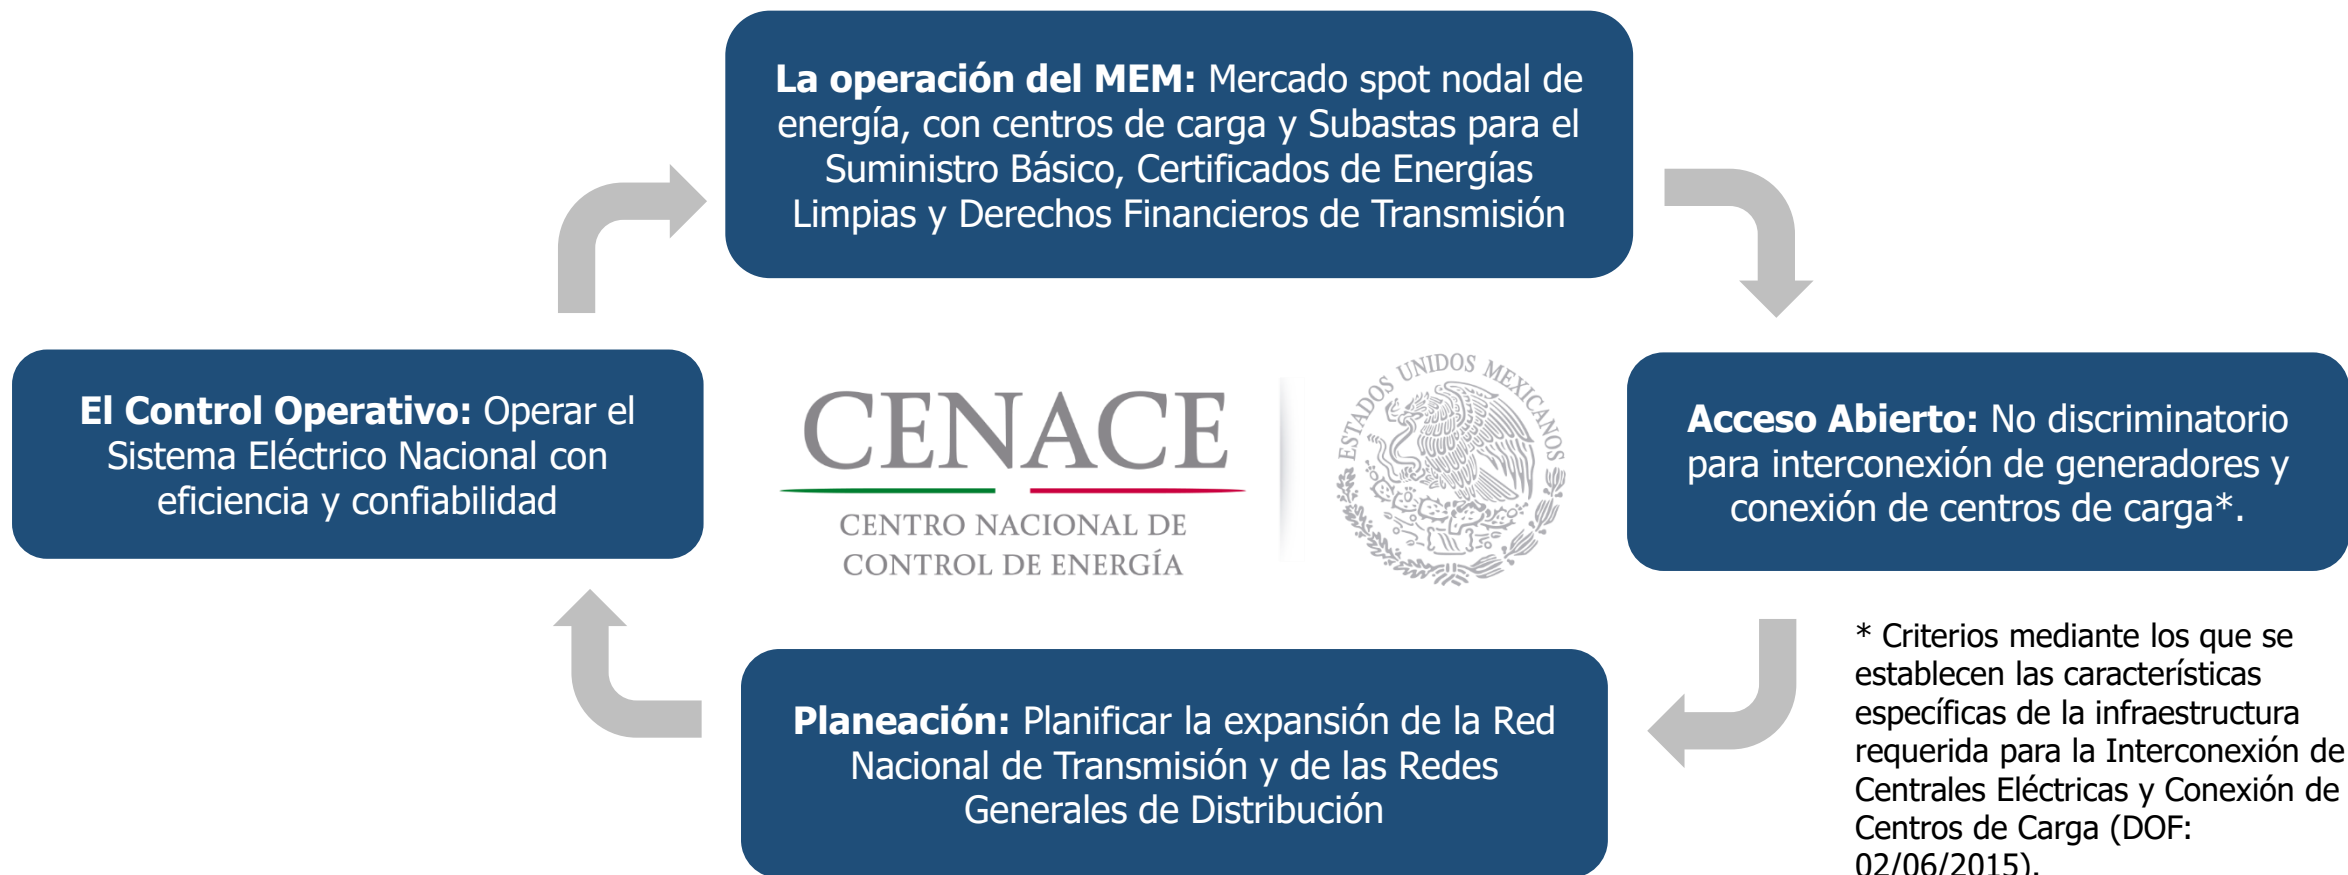 La operación del MEM: Mercado spot nodal de
energía, con centros de carga y Subastas para el
Suministro Básico, Certificados de Energías
Limpias y Derechos Financieros de Transmisión
El Control Operativo: Operar el
Sistema Eléctrico Nacional con
eficiencia y confiabilidad
CENACE
CENTRO NACIONAL DE
CONTROL DE ENERGÍA
ESTADOS UNIDOS MEXICANOS
Acceso Abierto: No discriminatorio
para interconexión de generadores y
conexión de centros de carga*.
Planeación: Planificar la expansión de la Red
Nacional de Transmisión y de las Redes
Generales de Distribución
* Criterios mediante los que se
establecen las características
específicas de la infraestructura
requerida para la Interconexión de
Centrales Eléctricas y Conexión de
Centros de Carga (DOF:
02/06/2015).